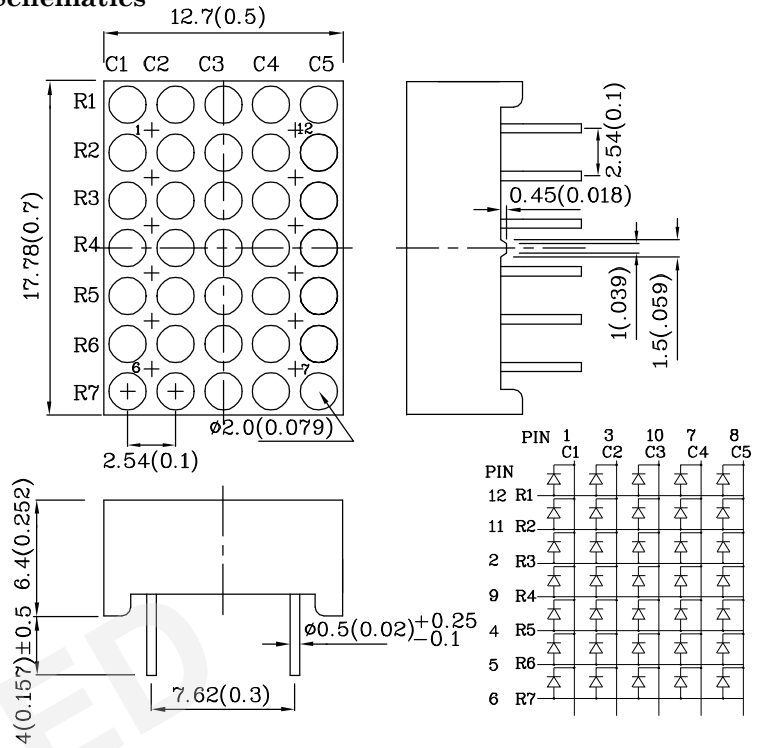 Schematics
12.7(0.5)
C1 C2 C3 C4 C5
R1
1 12
R2
R3
R4
R5
R6
6 7
R7
17.78(0.7)
ø2.0(0.079)
2.54(0.1)
2.54(0.1)
0.45(0.018)
1(.039)
1.5(.059)
6.4(0.252)
4(0.157)±0.5
ø0.5(0.02)+0.25
-0.1
7.62(0.3)
PIN 1 3 10 7 8
C1 C2 C3 C4 C5
PIN
12 R1
11 R2
2 R3
9 R4
4 R5
5 R6
6 R7